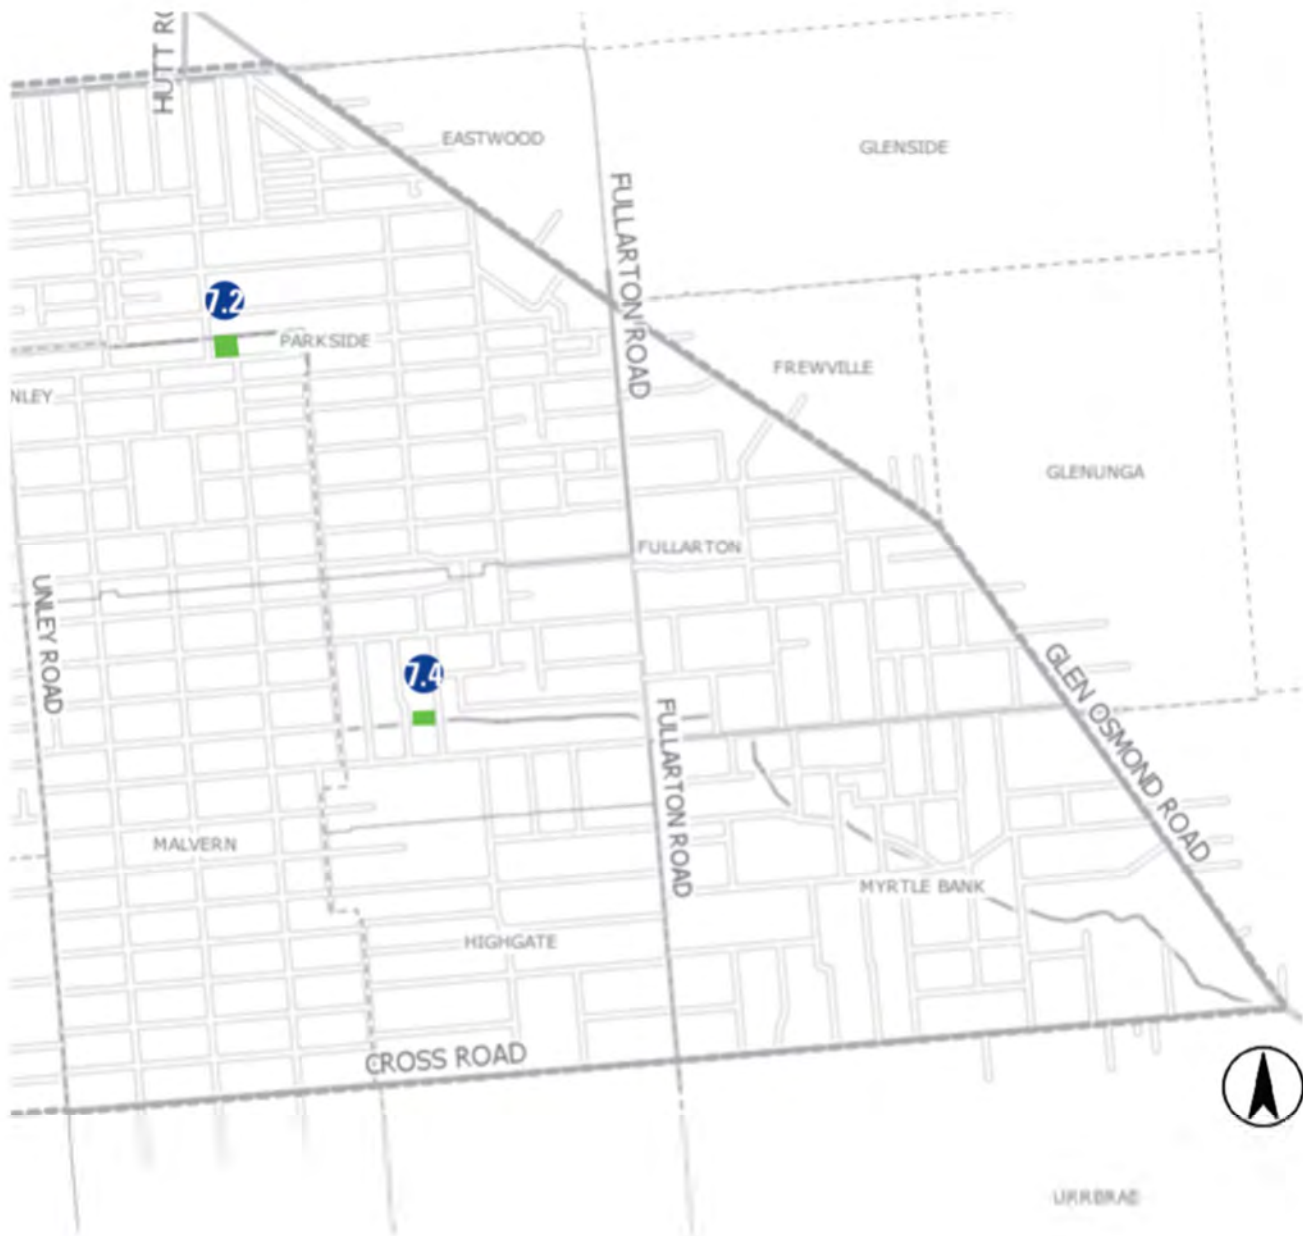 HUTT RO
EASTWOOD
GLENSIDE
FULLARTON ROAD
7.2
PARKSIDE
FREWVILLE
NLEY
GLENUNGA
FULLARTON
UNLEY ROAD
7.4
GLEN OSMOND ROAD
FULLARTON ROAD
MALVERN
MYRTLE BANK
HIGHGATE
CROSS ROAD
URRBRAE